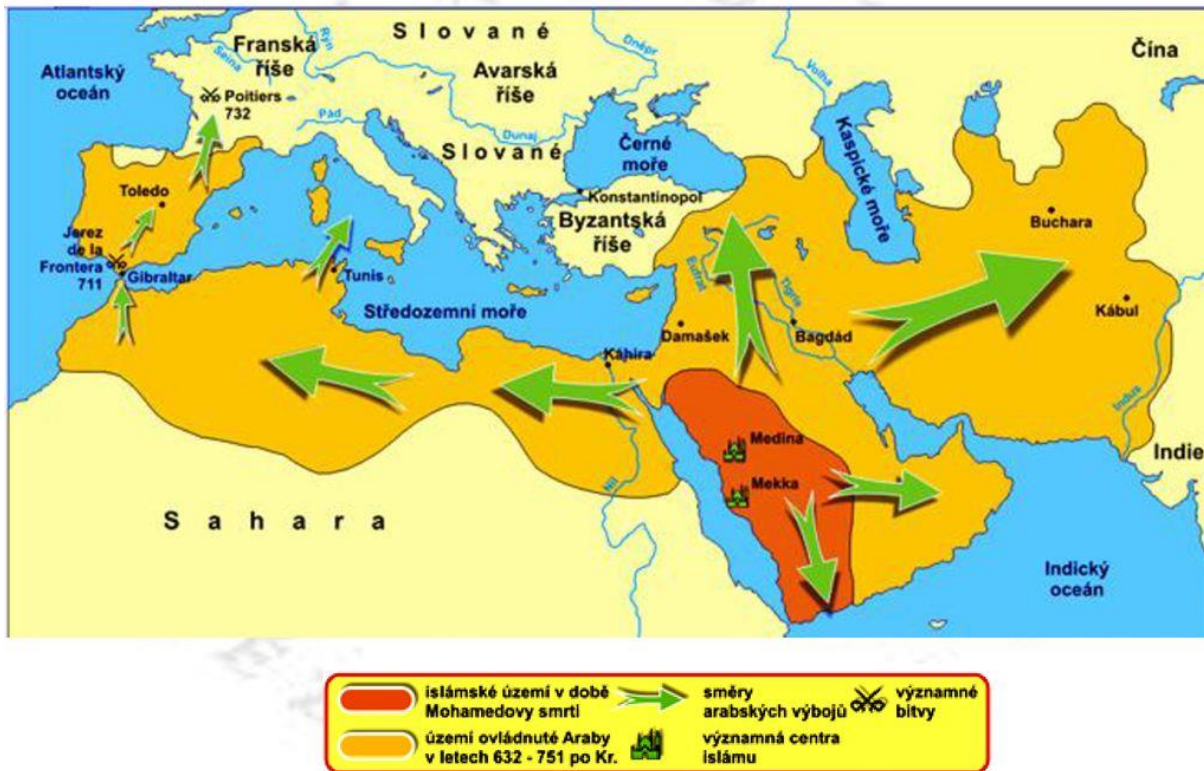 Slované
Franská
říše
Seina
Rýn
Avarská
říše
Dněpr
Volha
Čína
Atlantský
oceán
Poitiers
732
Pád
Dunaj
Slované
Černé
moře
Kaspické moře
Konstantinopol
Byzantská
říše
Toledo
Jerez
de la
Frontera
711
Gibraltar
Tunis
Středozemní moře
Buchara
Kábul
Eufrat
Tigris
Damašek
Bagdád
Káhira
Nil
Indus
Indie
Medina
Mekka
Sahara
Indický
oceán
islámské území v době
Mohamedovy smrti
směry
arabských výbojů
významné
bitvy
území ovládnuté Araby
v letech 632 - 751 po Kr.
významná centra
islámu